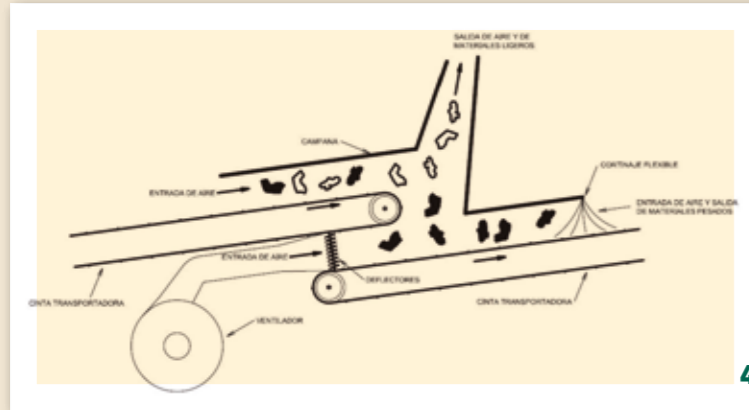 SALIDA DE AIRE Y DE
MATERIALES LIGEROS
CAMPANA
CORTINAJE FLEXIBLE
ENTRADA DE AIRE
ENTRADA DE AIRE Y SALIDA
DE MATERIALES PESADOS
ENTRADA DE AIRE
DEFLECTORES
CINTA TRANSPORTADORA
CINTA TRANSPORTADORA
VENTILADOR
4